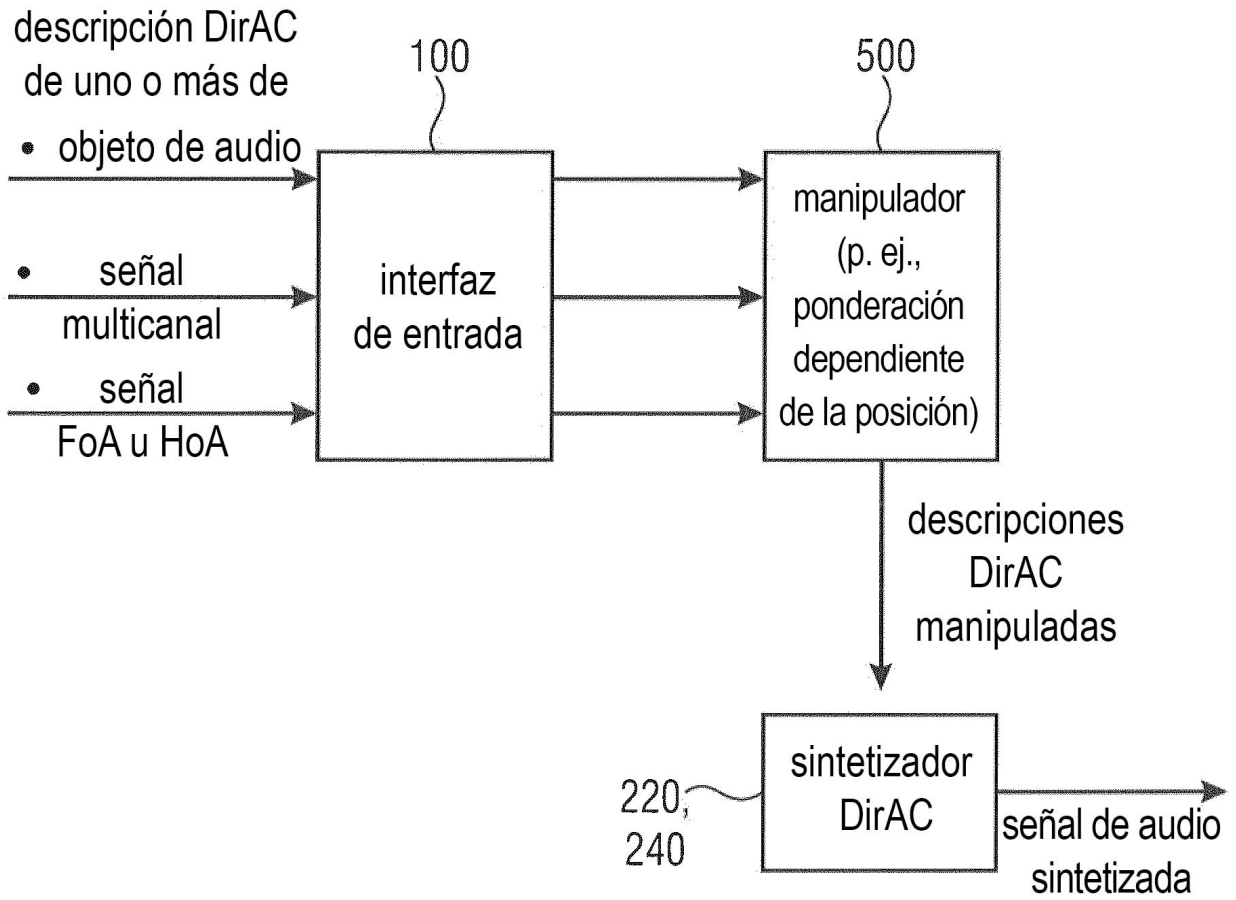 descripción DirAC
de uno o más de
• objeto de audio
• señal
multicanal
• señal
FoA u HoA
100
interfaz
de entrada
500
manipulador
(p. ej.,
ponderación
dependiente
de la posición)
descripciones
DirAC
manipuladas
220,
240
sintetizador
DirAC
señal de audio
sintetizada